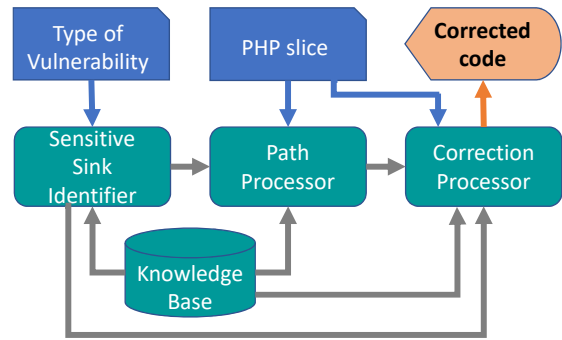 Type of
Vulnerability
PHP slice
Corrected
code
Sensitive
Sink
Identifier
Path
Processor
Correction
Processor
Knowledge
Base